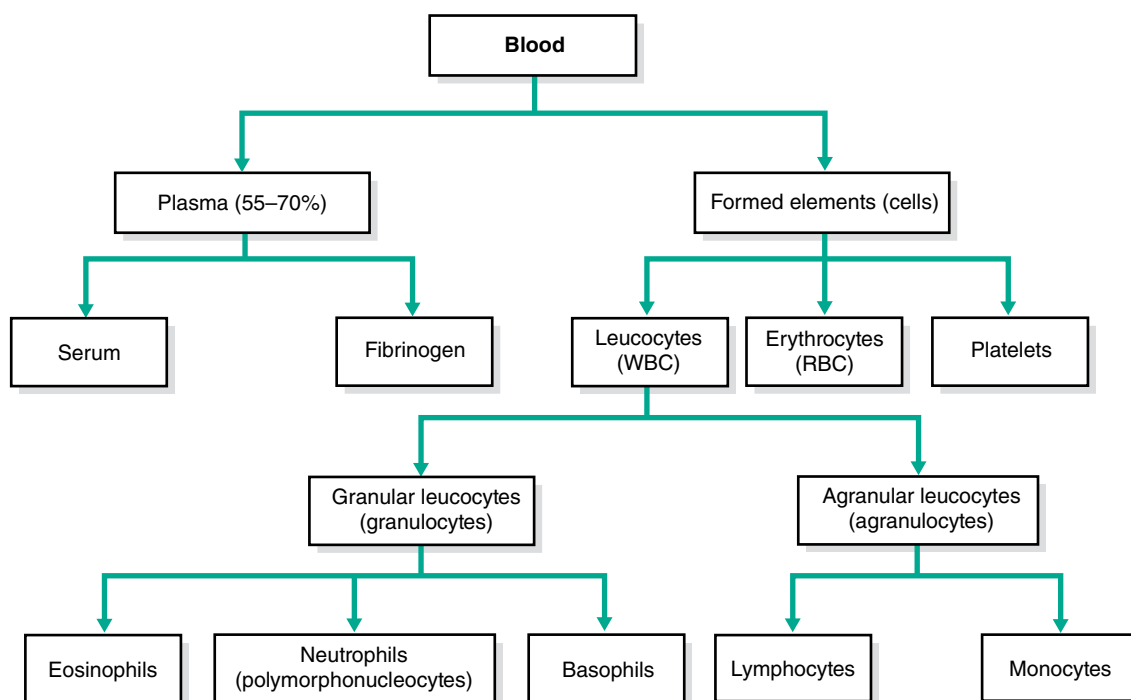 Blood
Plasma (55–70%)
Formed elements (cells)
Serum
Fibrinogen
Leucocytes
(WBC)
Erythrocytes
(RBC)
Platelets
Granular leucocytes
(granulocytes)
Agranular leucocytes
(agranulocytes)
Eosinophils
Neutrophils
(polymorphonucleocytes)
Basophils
Lymphocytes
Monocytes